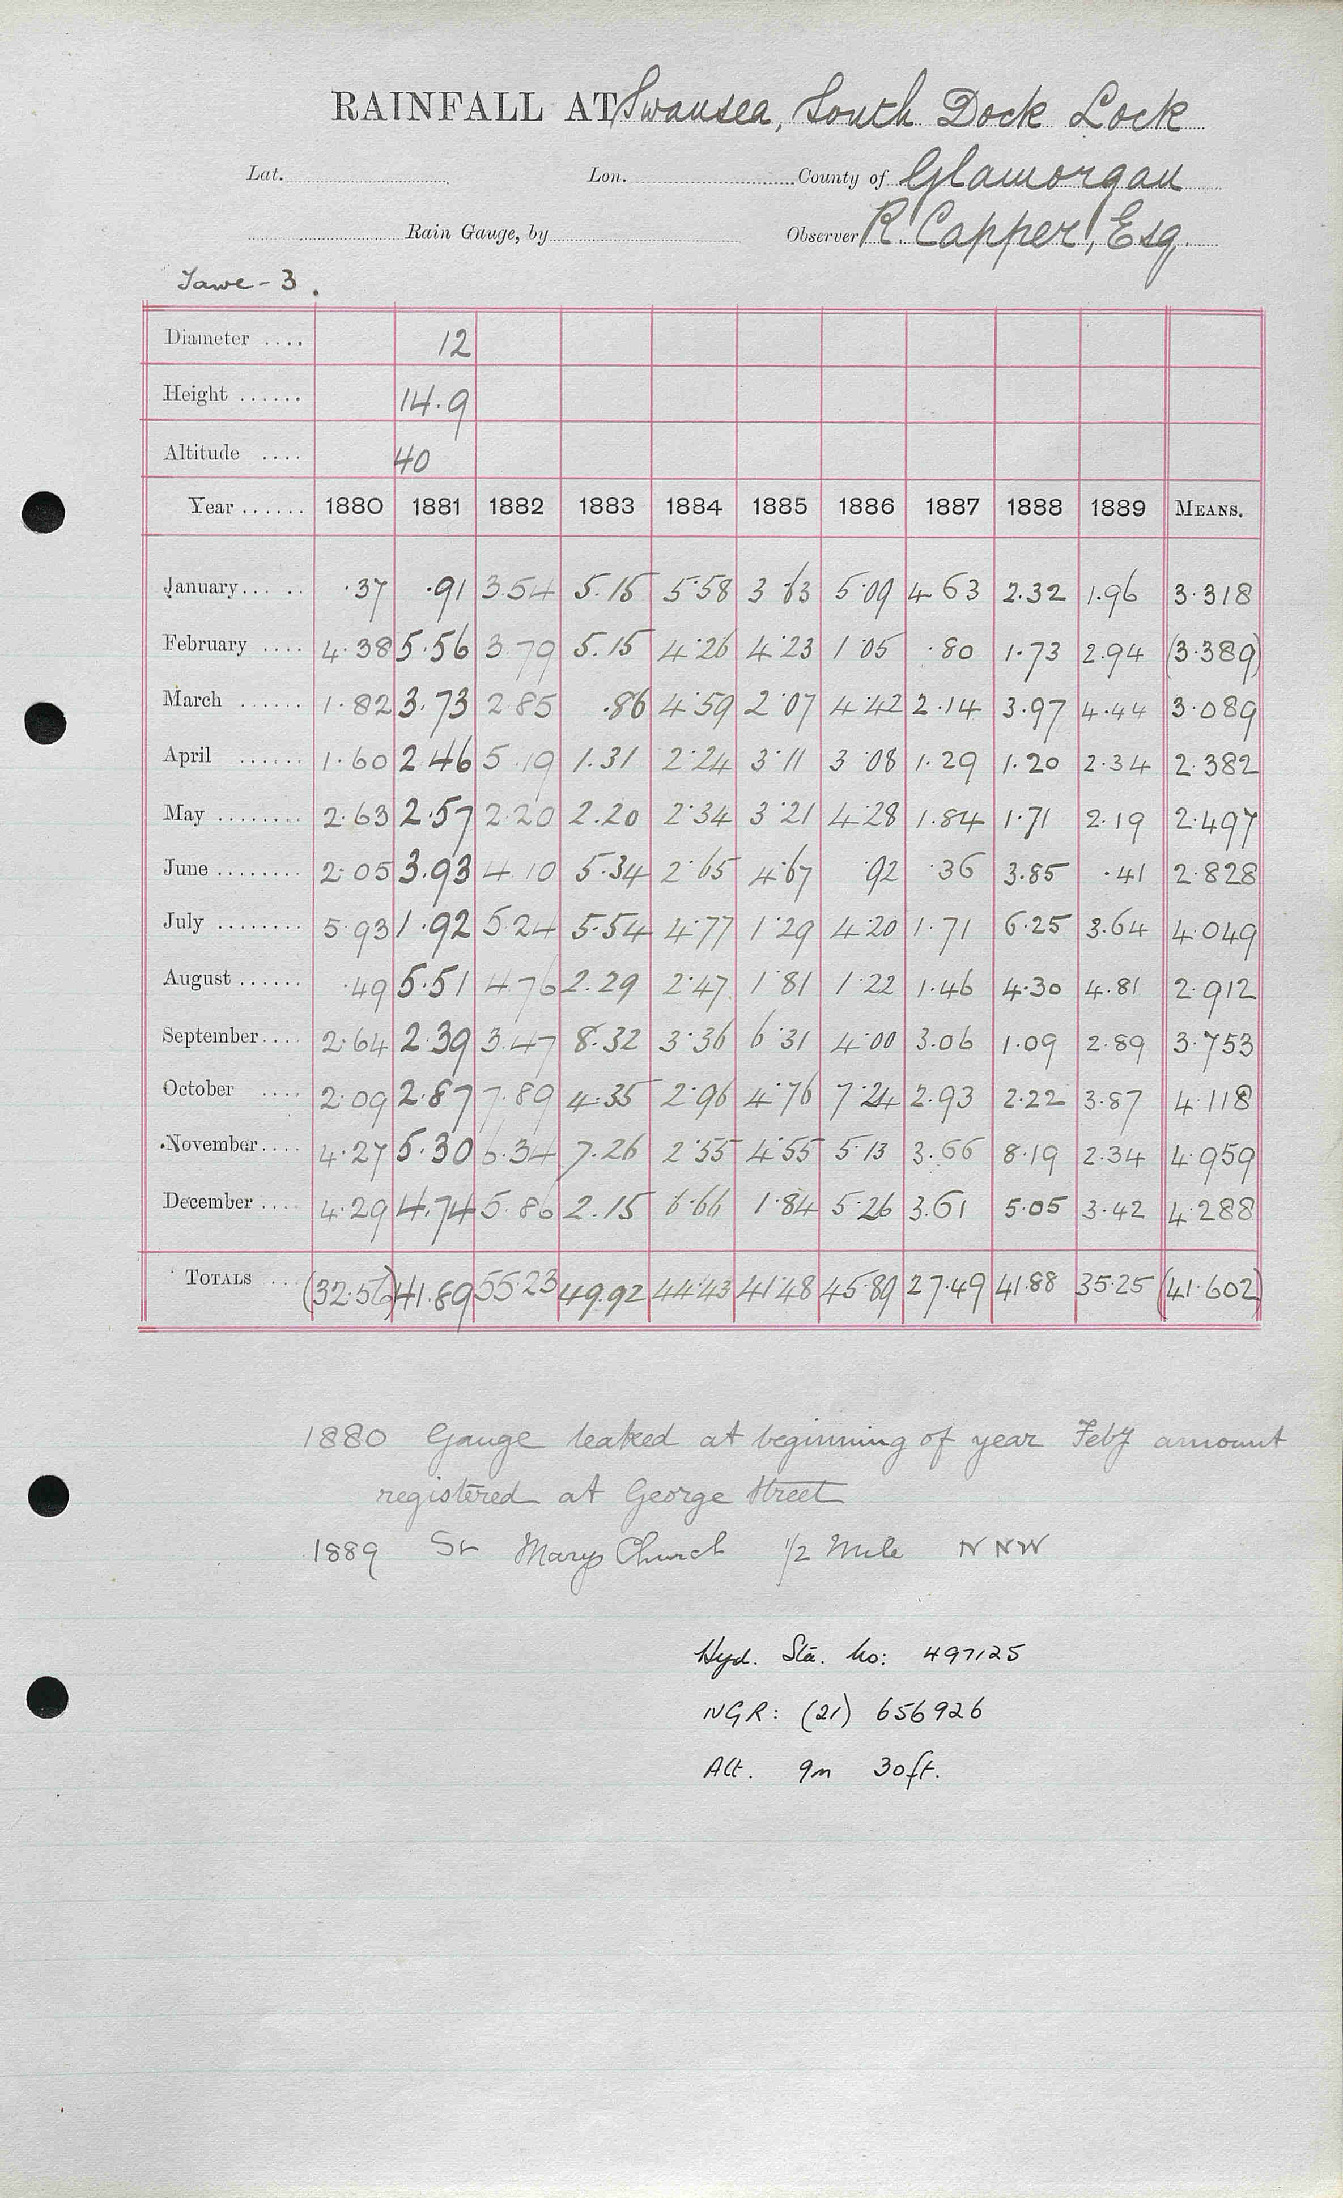 RAINFALL AT Swansea, South Dock Lock
Lat. Lon. County of Glamorgan
Rain Gauge, by Observer R. Capper, Esq.
Tawe - 3.
Diameter .... 12
Height ...... 14.9
Altitude .... 40
Year ...... 1880 1881 1882 1883 1884 1885 1886 1887 1888 1889 MEANS.
January... .. .37 .91 3.54 5.15 5.58 3.63 5.09 4.63 2.32 1.96 3.318
February .... 4.38 5.56 3.79 5.15 4.26 4.23 1.05 .80 1.73 2.94 (3.389)
March ...... 1.82 3.73 2.85 .86 4.59 2.07 4.42 2.14 3.97 4.44 3.089
April ...... 1.60 2.46 5.19 1.31 2.24 3.11 3.08 1.29 1.20 2.34 2.382
May ........ 2.63 2.57 2.20 2.20 2.34 3.21 4.28 1.84 1.71 2.19 2.497
June ........ 2.05 3.93 4.10 5.34 2.65 4.67 .92 .36 3.85 .41 2.828
July ........ 5.93 1.92 5.24 5.54 4.77 1.29 4.20 1.71 6.25 3.64 4.049
August ...... .49 5.51 4.76 2.29 2.47 1.81 1.22 1.46 4.30 4.81 2.912
September.... 2.64 2.39 3.47 8.32 3.36 6.31 4.00 3.06 1.09 2.89 3.753
October .... 2.09 2.87 7.89 4.35 2.96 4.76 7.24 2.93 2.22 3.87 4.118
November.... 4.27 5.30 6.34 7.26 2.55 4.55 5.13 3.66 8.19 2.34 4.959
December .... 4.29 4.74 5.86 2.15 6.66 1.84 5.26 3.61 5.05 3.42 4.288
TOTALS ... (32.56) 41.89 55.23 49.92 44.43 41.48 45.89 27.49 41.88 35.25 (41.602)
1880 Gauge leaked at beginning of year Feby amount
registered at George Street
1889 St Marys Church 1/2 Mile NNW
Hyd. Sta. No: 497125
NGR: (21) 656926
Alt. 9m 30ft.